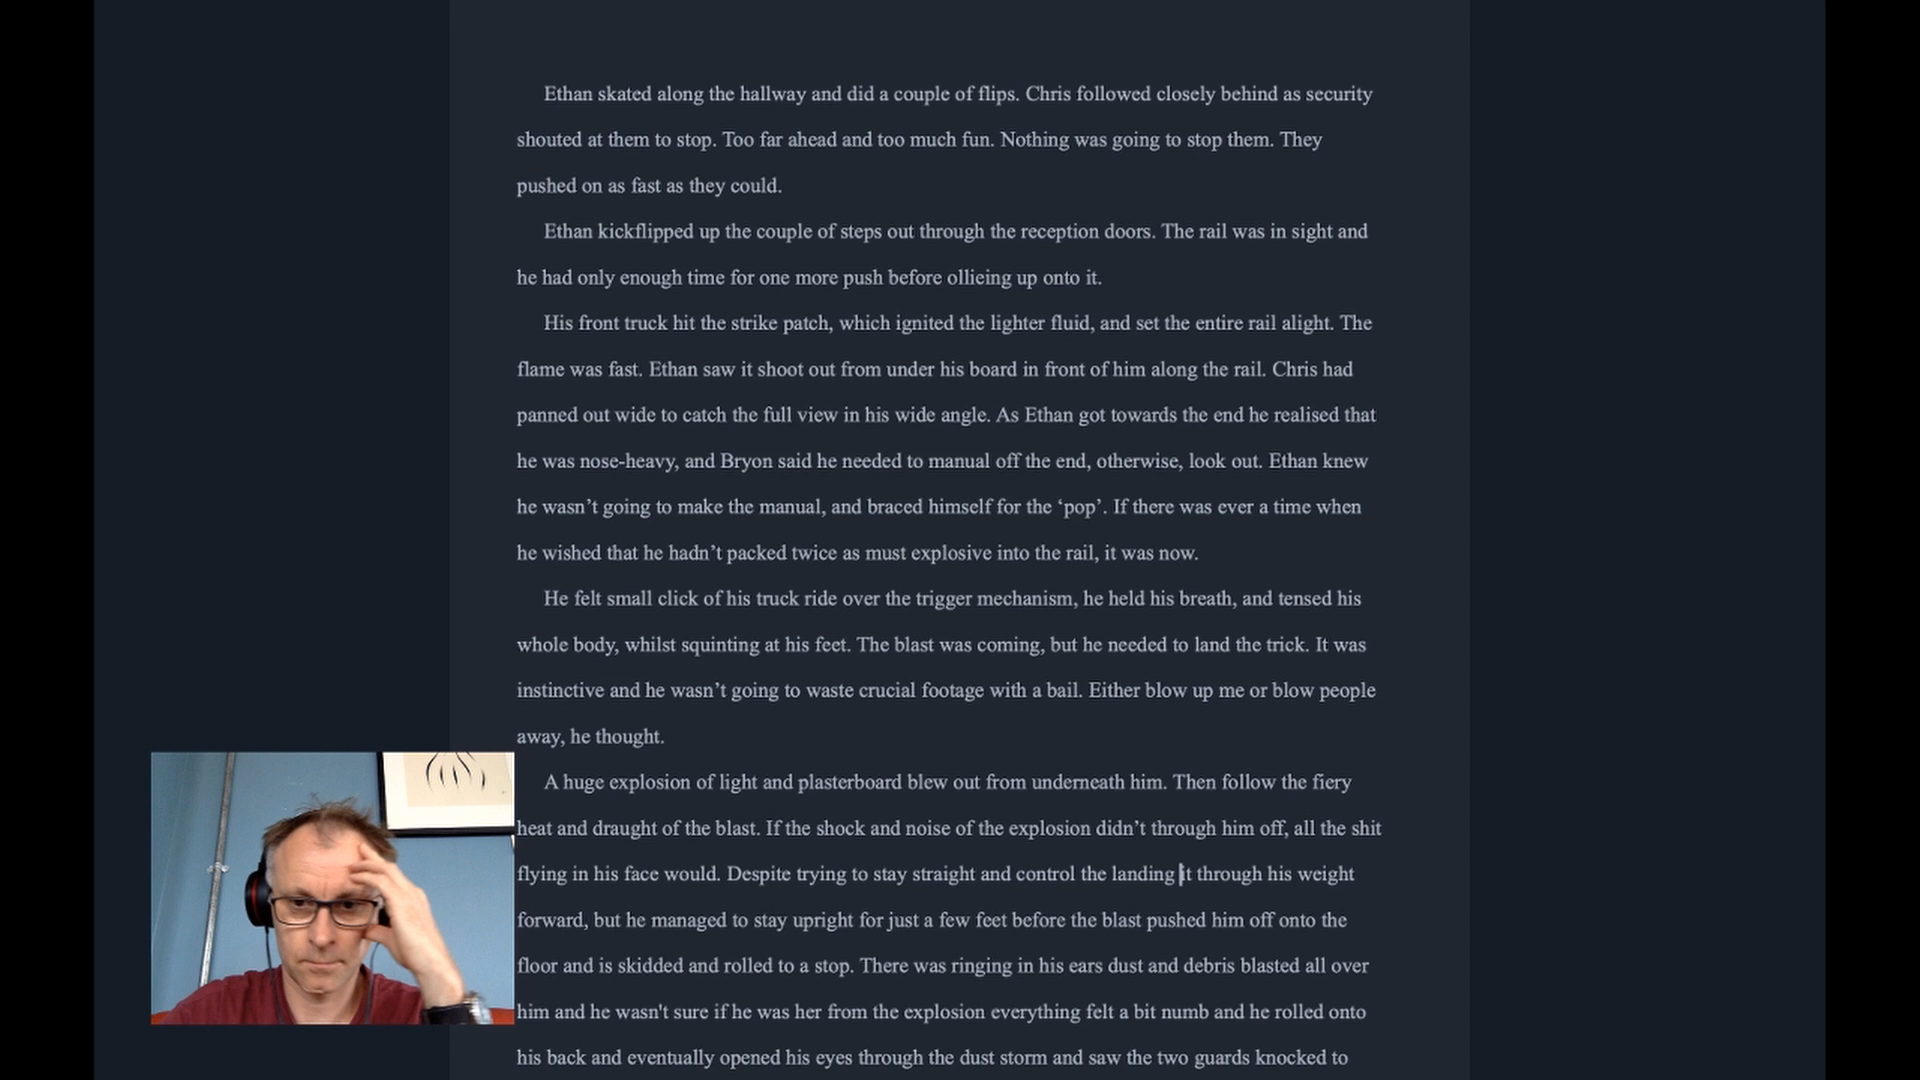 Ethan skated along the hallway and did a couple of flips. Chris followed closely behind as security
shouted at them to stop. Too far ahead and too much fun. Nothing was going to stop them. They
pushed on as fast as they could.
Ethan kickflipped up the couple of steps out through the reception doors. The rail was in sight and
he had only enough time for one more push before ollieing up onto it.
His front truck hit the strike patch, which ignited the lighter fluid, and set the entire rail alight. The
flame was fast. Ethan saw it shoot out from under his board in front of him along the rail. Chris had
panned out wide to catch the full view in his wide angle. As Ethan got towards the end he realised that
he was nose-heavy, and Bryon said he needed to manual off the end, otherwise, look out. Ethan knew
he wasn’t going to make the manual, and braced himself for the ‘pop’. If there was ever a time when
he wished that he hadn’t packed twice as must explosive into the rail, it was now.
He felt small click of his truck ride over the trigger mechanism, he held his breath, and tensed his
whole body, whilst squinting at his feet. The blast was coming, but he needed to land the trick. It was
instinctive and he wasn’t going to waste crucial footage with a bail. Either blow up me or blow people
away, he thought.
A huge explosion of light and plasterboard blew out from underneath him. Then follow the fiery
heat and draught of the blast. If the shock and noise of the explosion didn’t through him off, all the shit
flying in his face would. Despite trying to stay straight and control the landing it through his weight
forward, but he managed to stay upright for just a few feet before the blast pushed him off onto the
floor and is skidded and rolled to a stop. There was ringing in his ears dust and debris blasted all over
him and he wasn't sure if he was her from the explosion everything felt a bit numb and he rolled onto
his back and eventually opened his eyes through the dust storm and saw the two guards knocked to